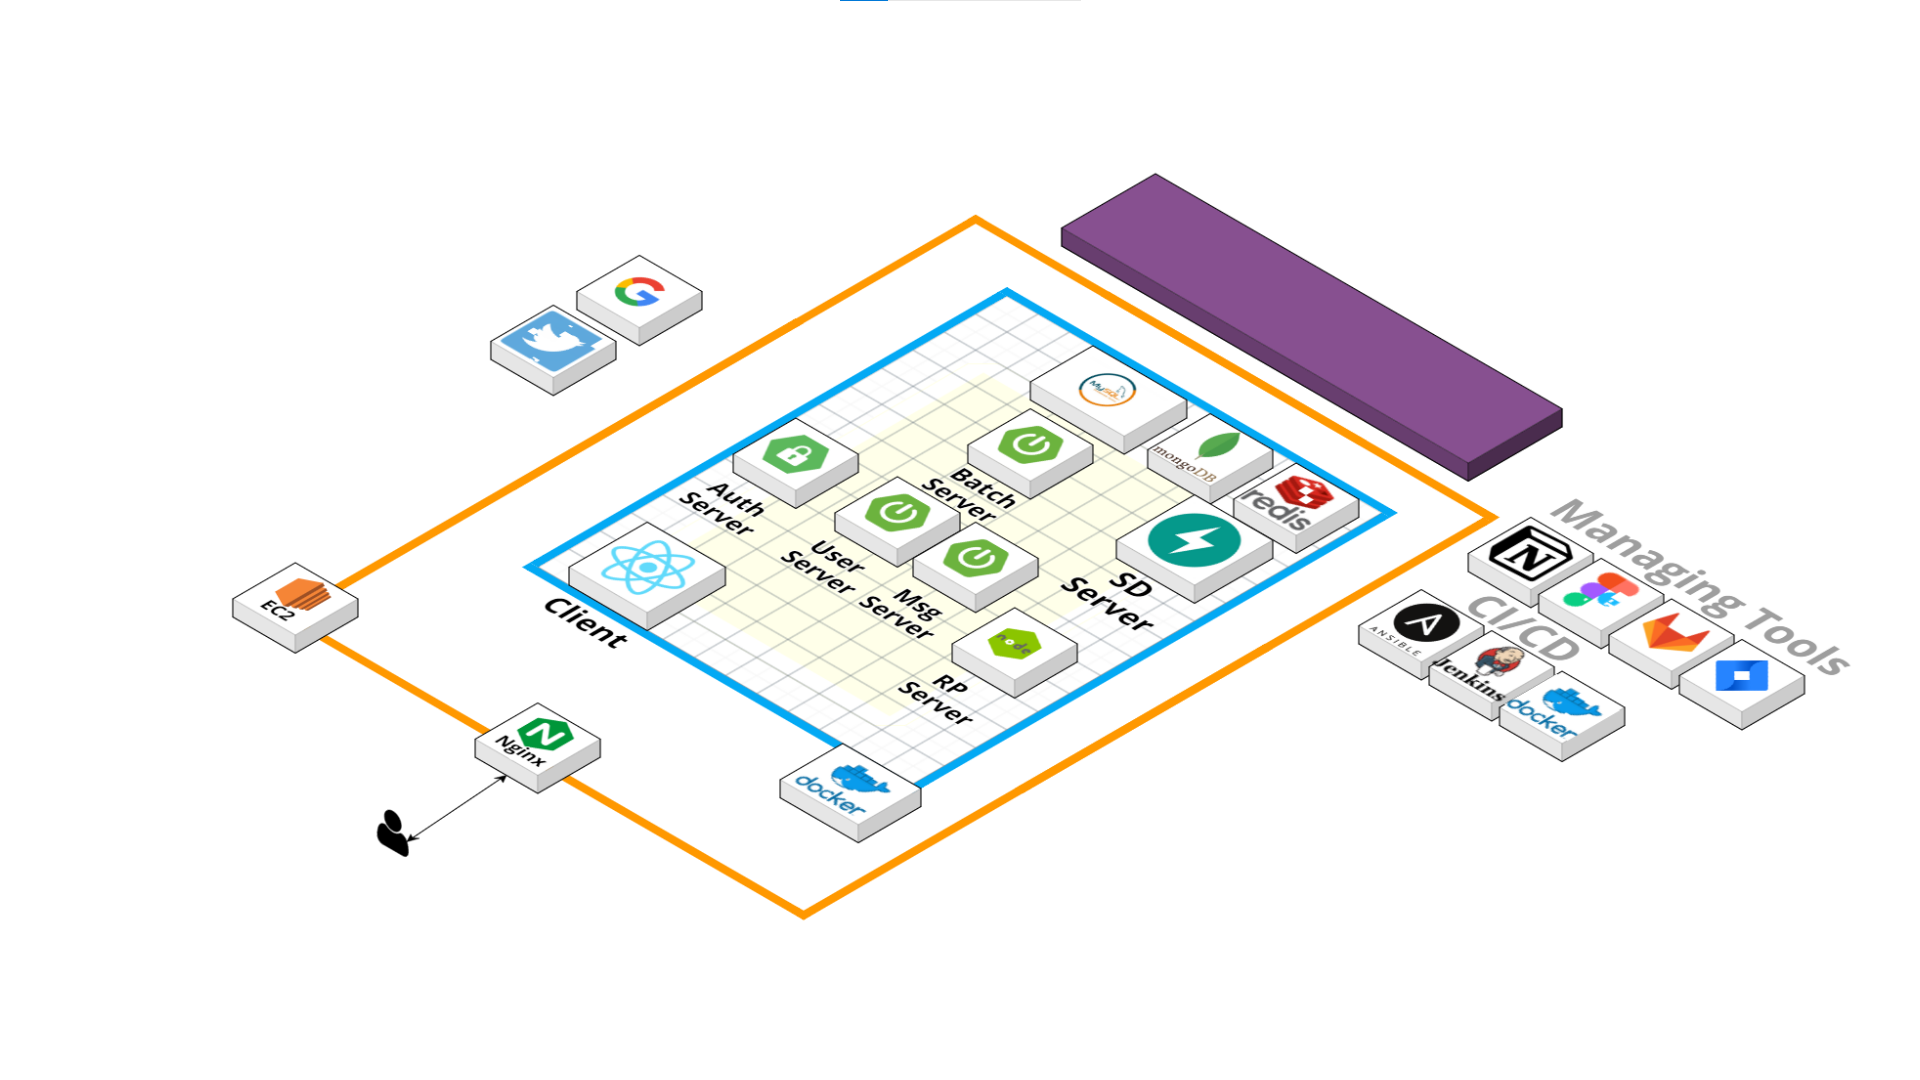 MySQL
mongoDB
redis
Batch
Server
Auth
Server
User
Server
Msg
Server
SD
Server
Client
EC2
node
RP
Server
Nginx
docker
Managing Tools
CI/CD
ANSIBLE
Jenkins
docker